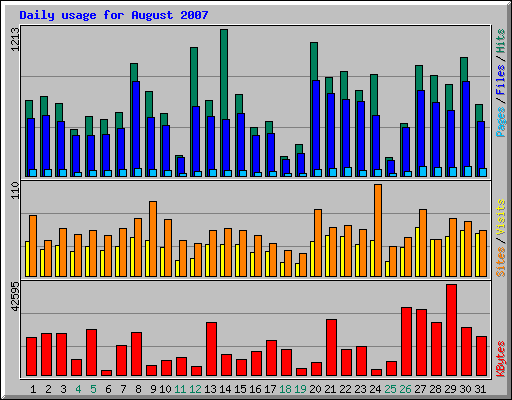 Daily usage for August 2007
1213
Pages/Files/Hits
110
Sites/Visits
42595
KBytes
1 2 3 4 5 6 7 8 9 10 11 12 13 14 15 16 17 18 19 20 21 22 23 24 25 26 27 28 29 30 31